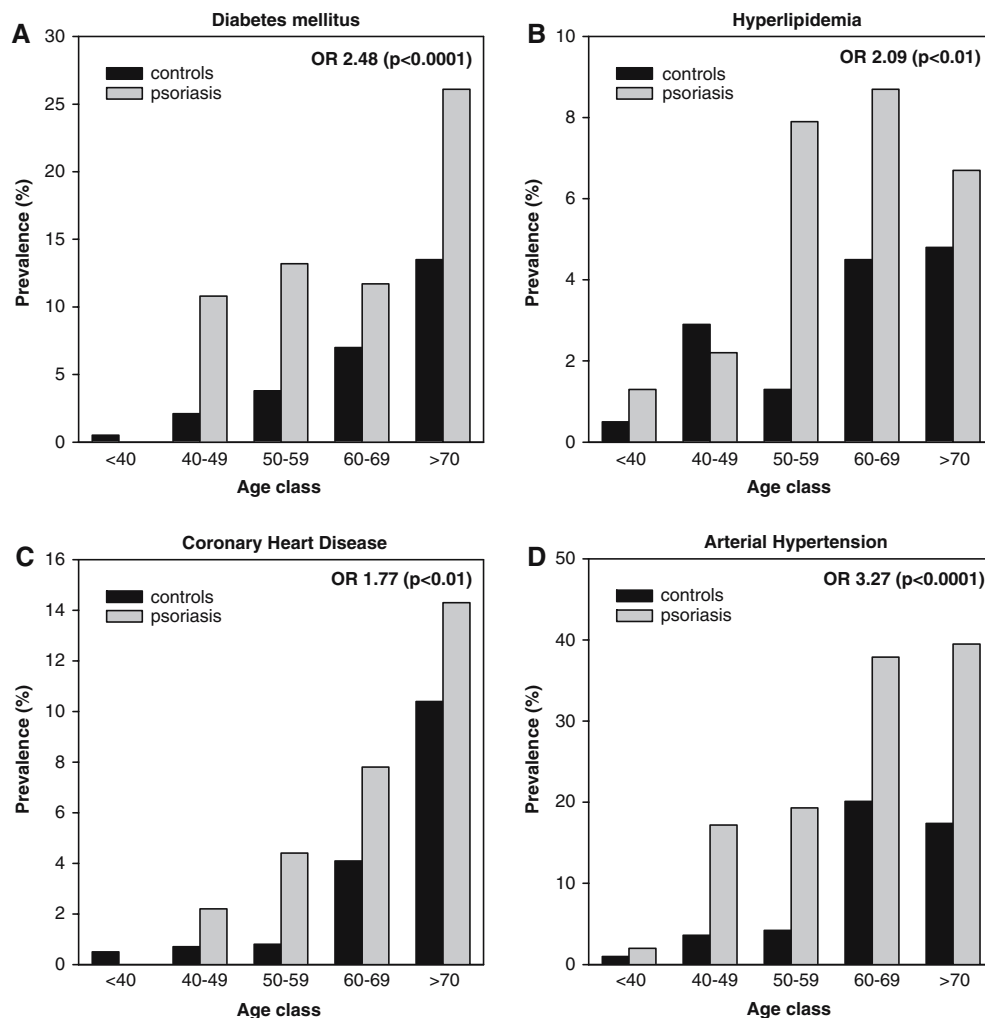 A
Diabetes mellitus
30
25
20
15
10
5
0
Prevalence (%)
OR 2.48 (p<0.0001)
controls
psoriasis
<40 40-49 50-59 60-69 >70
Age class
B
Hyperlipidemia
10
8
6
4
2
0
Prevalence (%)
OR 2.09 (p<0.01)
controls
psoriasis
<40 40-49 50-59 60-69 >70
Age class
C
Coronary Heart Disease
16
14
12
10
8
6
4
2
0
Prevalence (%)
OR 1.77 (p<0.01)
controls
psoriasis
<40 40-49 50-59 60-69 >70
Age class
D
Arterial Hypertension
50
40
30
20
10
0
Prevalence (%)
OR 3.27 (p<0.0001)
controls
psoriasis
<40 40-49 50-59 60-69 >70
Age class